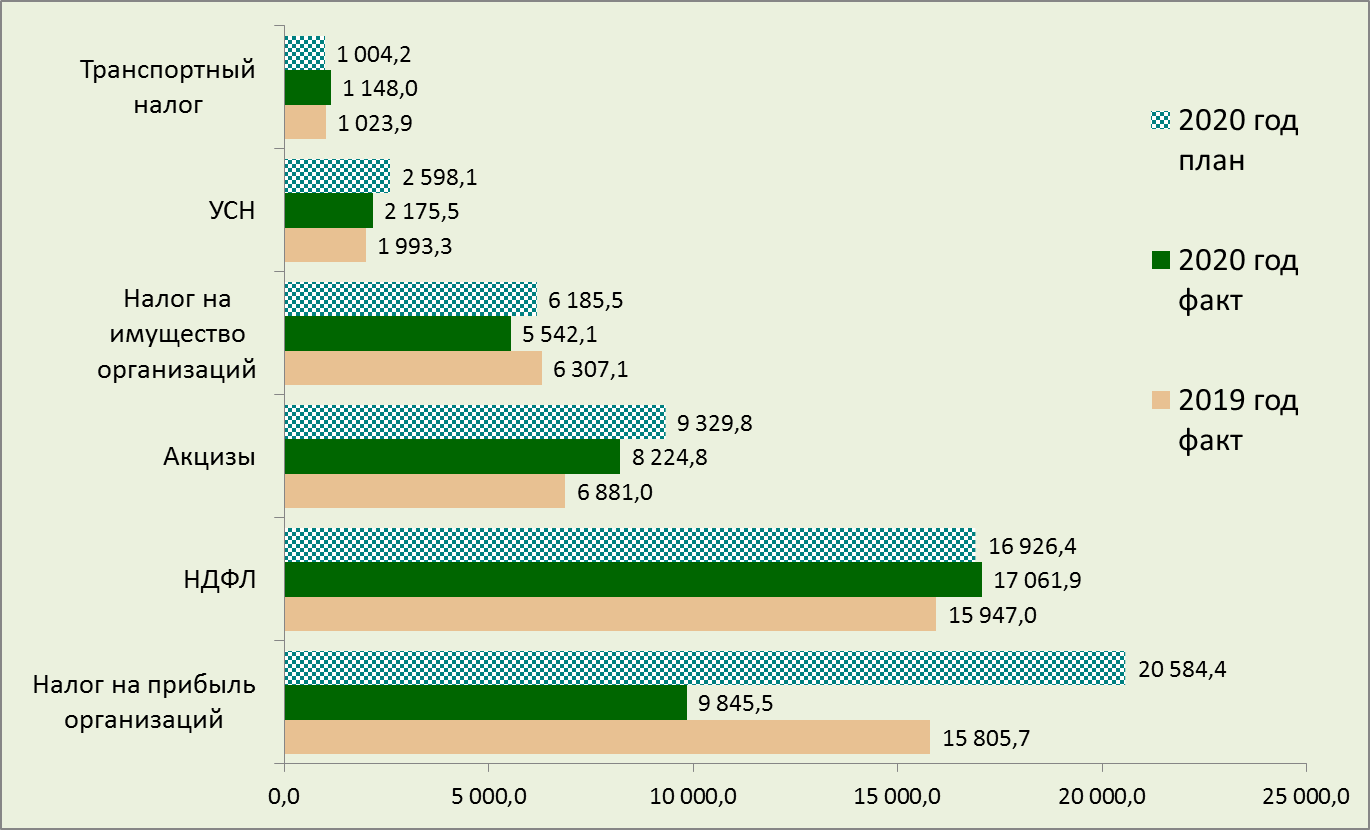 Транспортный
налог
1 004,2
1 148,0
1 023,9
УСН
2 598,1
2 175,5
1 993,3
Налог на
имущество
организаций
6 185,5
5 542,1
6 307,1
Акцизы
9 329,8
8 224,8
6 881,0
НДФЛ
16 926,4
17 061,9
15 947,0
Налог на прибыль
организаций
20 584,4
9 845,5
15 805,7
0,0 5 000,0 10 000,0 15 000,0 20 000,0 25 000,0
2020 год
план
2020 год
факт
2019 год
факт